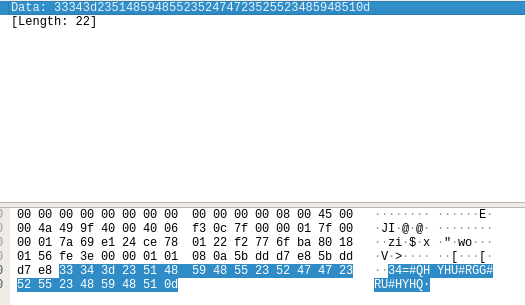 Data: 33343d2351485948552352474723525523485948510d
[Length: 22]
00 00 00 00 00 00 00 00 00 00 00 00 08 00 45 00 ········ ······E·
00 4a 49 9f 40 00 40 06 f3 0c 7f 00 00 01 7f 00 ·JI·@·@· ········
00 01 7a 69 e1 24 ce 78 01 22 f2 77 6f ba 80 18 ··zi·$·x ·"·wo···
01 56 fe 3e 00 00 01 01 08 0a 5b dd d7 e8 5b dd ·V·>···· ··[···[·
d7 e8 33 34 3d 23 51 48 59 48 55 23 52 47 47 23 ··34=#QH YHU#RGG#
52 55 23 48 59 48 51 0d RU#HYHQ·